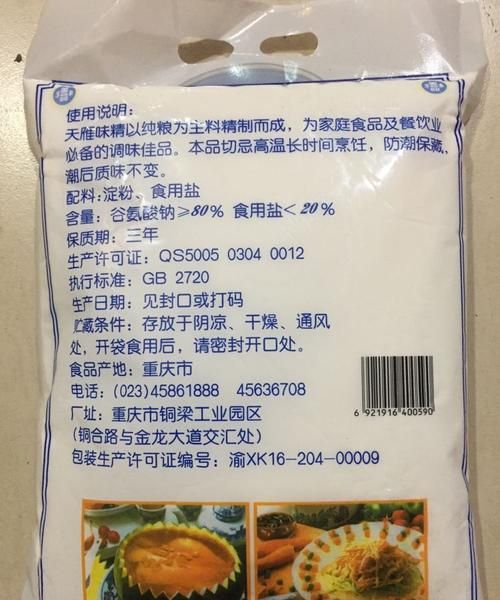 使用说明:
天雁味精以纯粮为主料精制而成，为家庭食品及餐饮业
必备的调味佳品。本品切忌高温长时间烹饪，防潮保藏，
潮后质味不变。
配料:淀粉、食用盐
含量：谷氨酸钠≥80% 食用盐<20%
保质期：三年
生产许可证：QS5005 0304 0012
执行标准：GB 2720
生产日期：见封口或打码
贮藏条件：存放于阴凉、干燥、通风
处，开袋食用后，请密封开口处。
食品产地：重庆市
电话：(023)45861888 45636708
厂址：重庆市铜梁工业园区
(铜合路与金龙大道交汇处)
包装生产许可证编号：渝XK16-204-00009
6 921916 400590